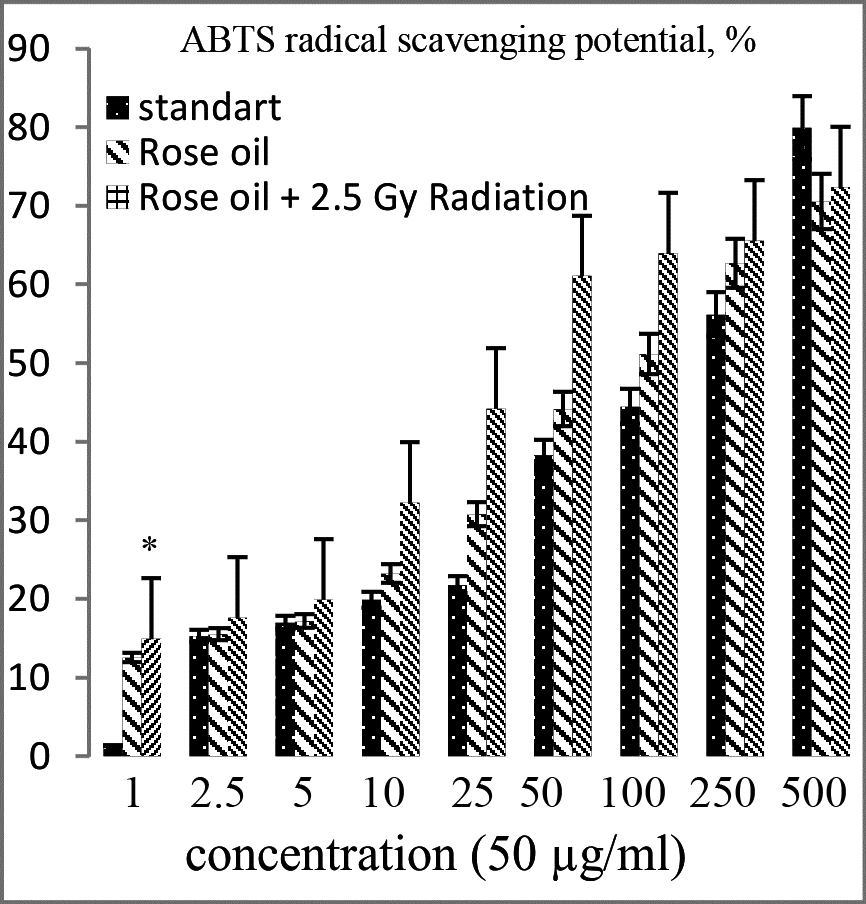 ABTS radical scavenging potential, %
90
80
70
60
50
40
30
20
10
0
standart
Rose oil
Rose oil + 2.5 Gy Radiation
*
1 2.5 5 10 25 50 100 250 500
concentration (50 µg/ml)